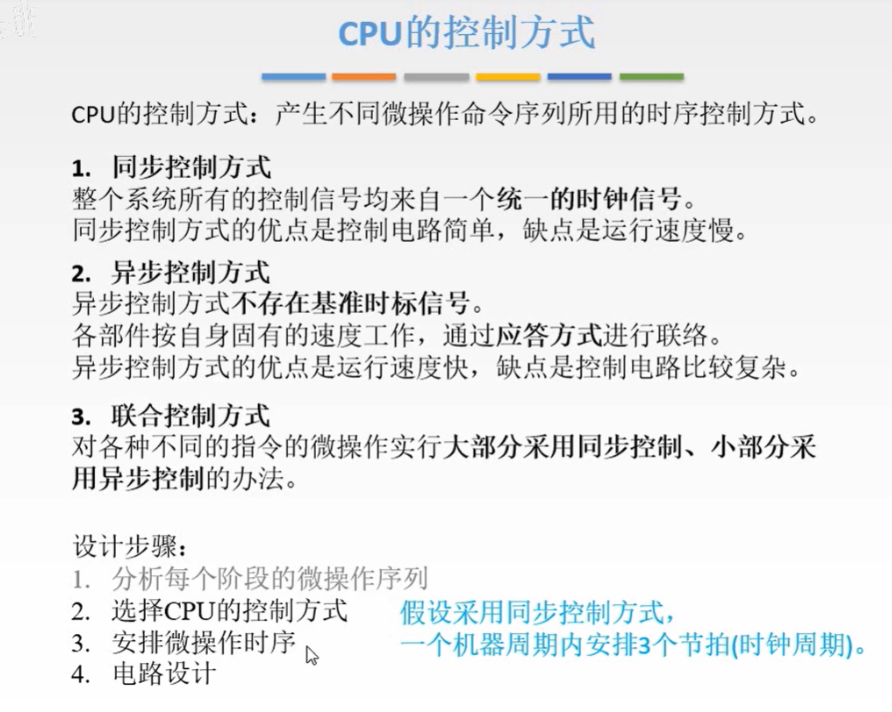 CPU的控制方式
CPU的控制方式：产生不同微操作命令序列所用的时序控制方式。
1. 同步控制方式
整个系统所有的控制信号均来自一个统一的时钟信号。
同步控制方式的优点是控制电路简单，缺点是运行速度慢。
2. 异步控制方式
异步控制方式不存在基准时标信号。
各部件按自身固有的速度工作，通过应答方式进行联络。
异步控制方式的优点是运行速度快，缺点是控制电路比较复杂。
3. 联合控制方式
对各种不同的指令的微操作实行大部分采用同步控制、小部分采
用异步控制的办法。
设计步骤：
1. 分析每个阶段的微操作序列
2. 选择CPU的控制方式
3. 安排微操作时序
4. 电路设计
假设采用同步控制方式，
一个机器周期内安排3个节拍(时钟周期)。